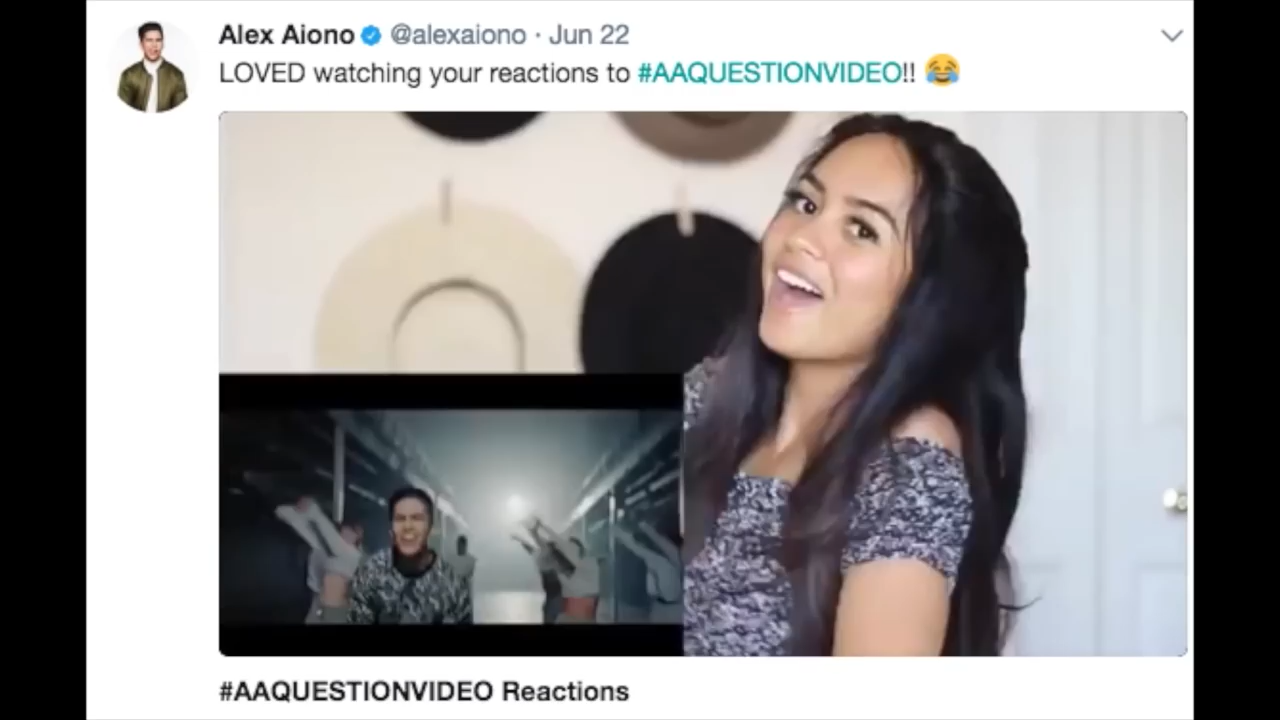 Alex Aiono @alexaiono · Jun 22
LOVED watching your reactions to #AAQUESTIONVIDEO!! 😂
#AAQUESTIONVIDEO Reactions